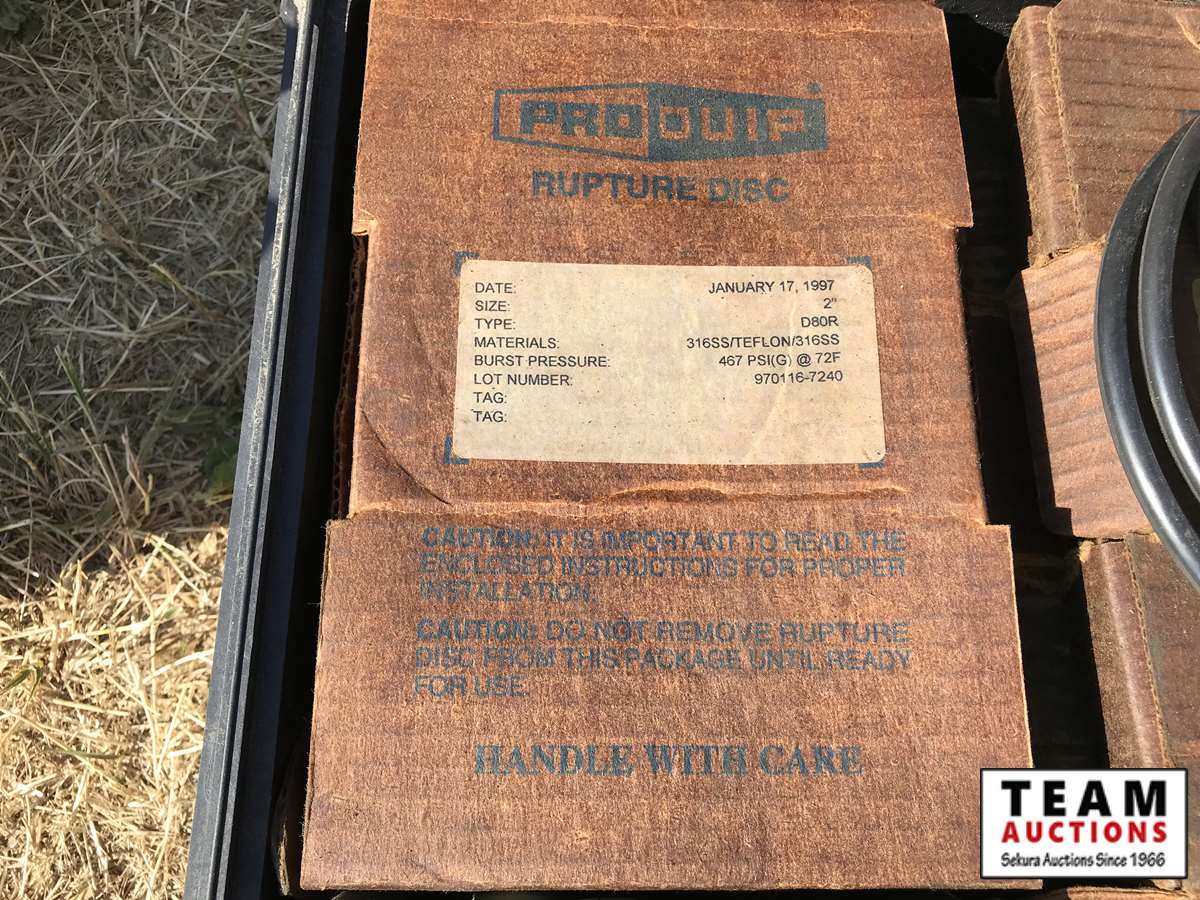 PROQUIP®
RUPTURE DISC
DATE: JANUARY 17, 1997
SIZE: 2"
TYPE: D80R
MATERIALS: 316SS/TEFLON/316SS
BURST PRESSURE: 467 PSI(G) @ 72F
LOT NUMBER: 970116-7240
TAG:
TAG:
CAUTION: IT IS IMPORTANT TO READ THE
ENCLOSED INSTRUCTIONS FOR PROPER
INSTALLATION.
CAUTION: DO NOT REMOVE RUPTURE
DISC FROM THIS PACKAGE UNTIL READY
FOR USE.
HANDLE WITH CARE
TEAM
AUCTIONS
Sekura Auctions Since 1966